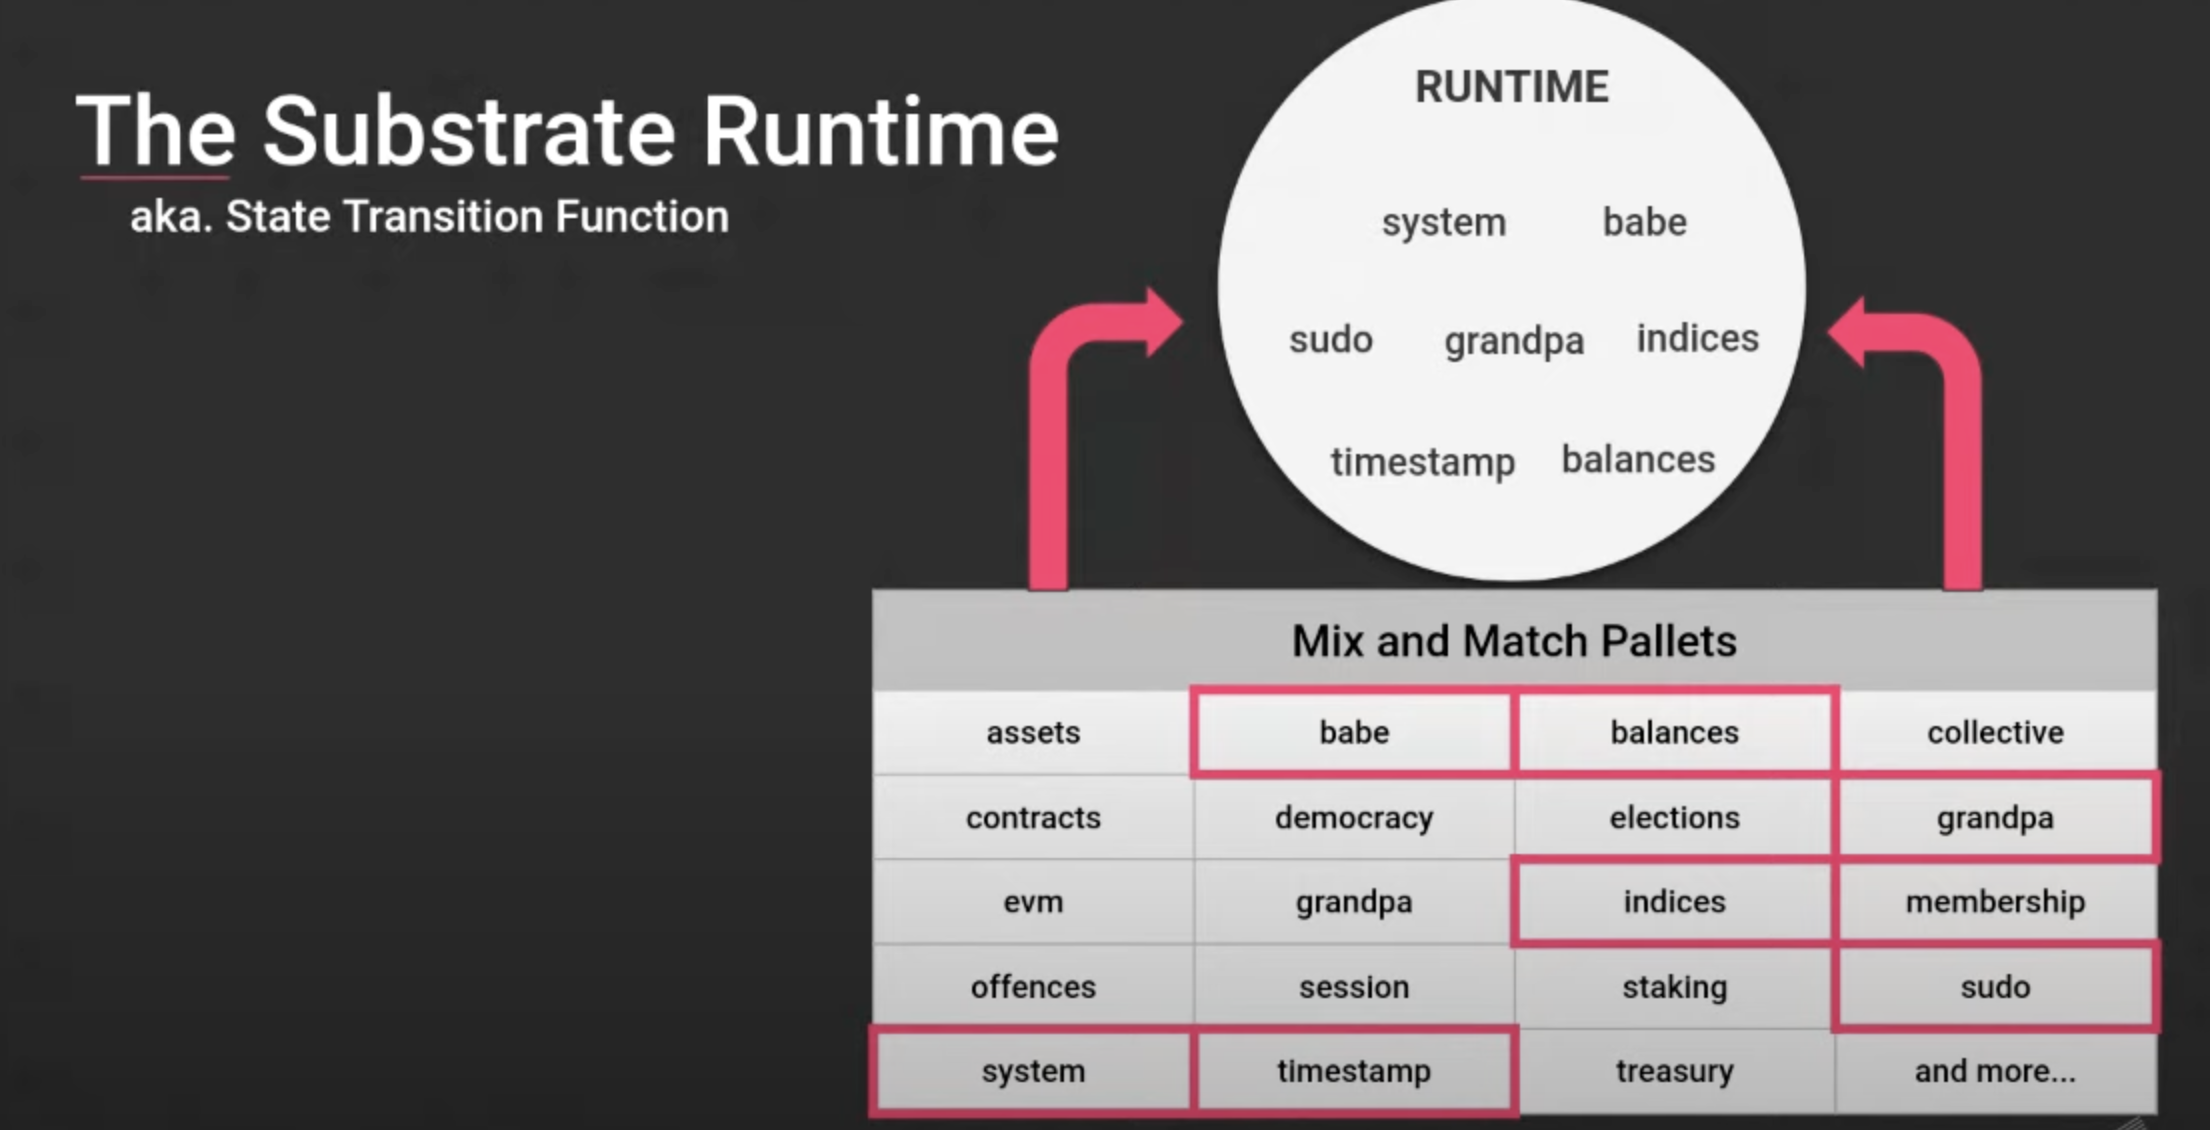 The Substrate Runtime
aka. State Transition Function
RUNTIME
system babe
sudo grandpa indices
timestamp balances
Mix and Match Pallets
assets babe balances collective
contracts democracy elections grandpa
evm grandpa indices membership
offences session staking sudo
system timestamp treasury and more...